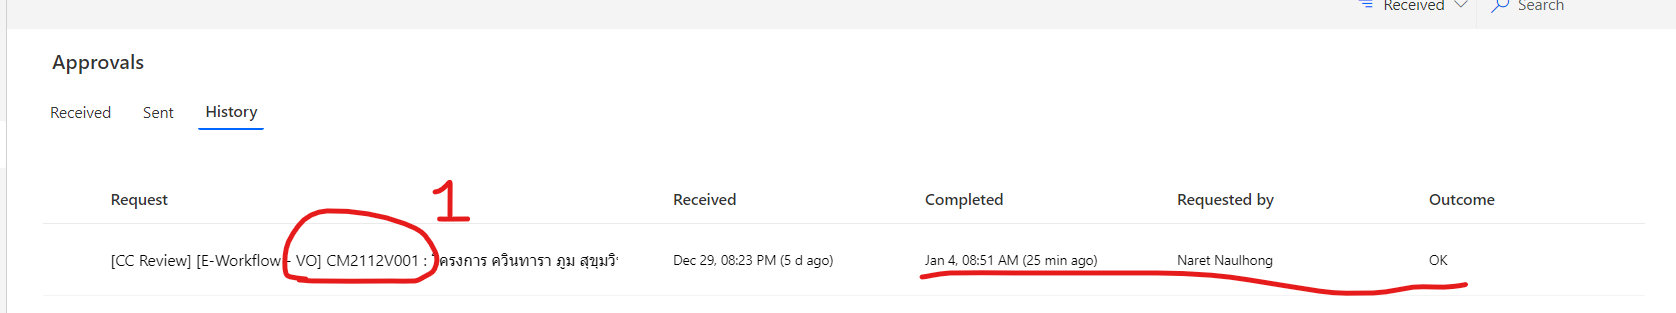 Received Search
Approvals
Received Sent History
1
Request Received Completed Requested by Outcome
[CC Review] [E-Workflow - VO] CM2112V001 : โครงการ ควินทารา ภูม สุขุมวิ Dec 29, 08:23 PM (5 d ago) Jan 4, 08:51 AM (25 min ago) Naret Naulhong OK